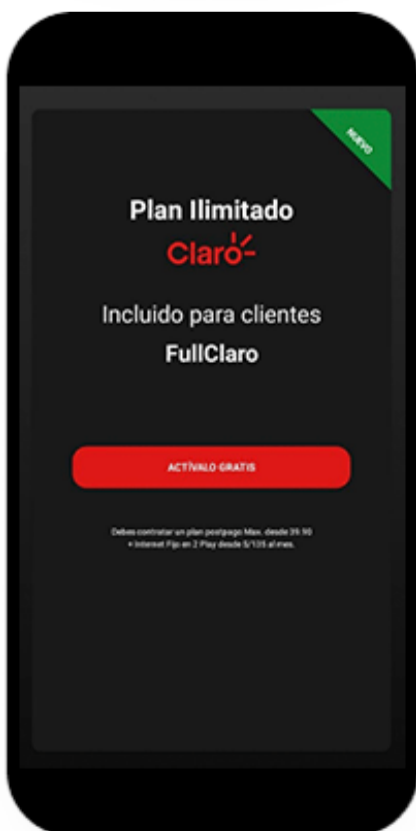 NUEVO
Plan Ilimitado
Claro
Incluido para clientes
FullClaro
ACTÍVALO GRATIS
Debes contratar un plan postpago Max. desde 39.90
+ Internet Fijo en 2 Play desde S/135 al mes.